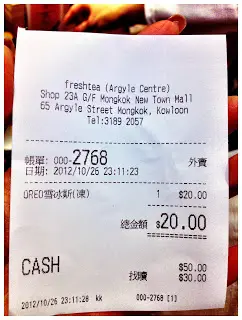 freshtea (Argyle Centre)
Shop 23A G/F Mongkok New Town Mall
65 Argyle Street Mongkok, Kowloon
Tel:3189 2057
帳單: 000-2768 外賣
日期: 2012/10/26 23:11:23
OREO雪冰新(凍) 1 $20.00
總金額 $20.00
CASH $50.00
找續 $30.00
2012/10/26 23:11:28 kk 000-2768 [1]